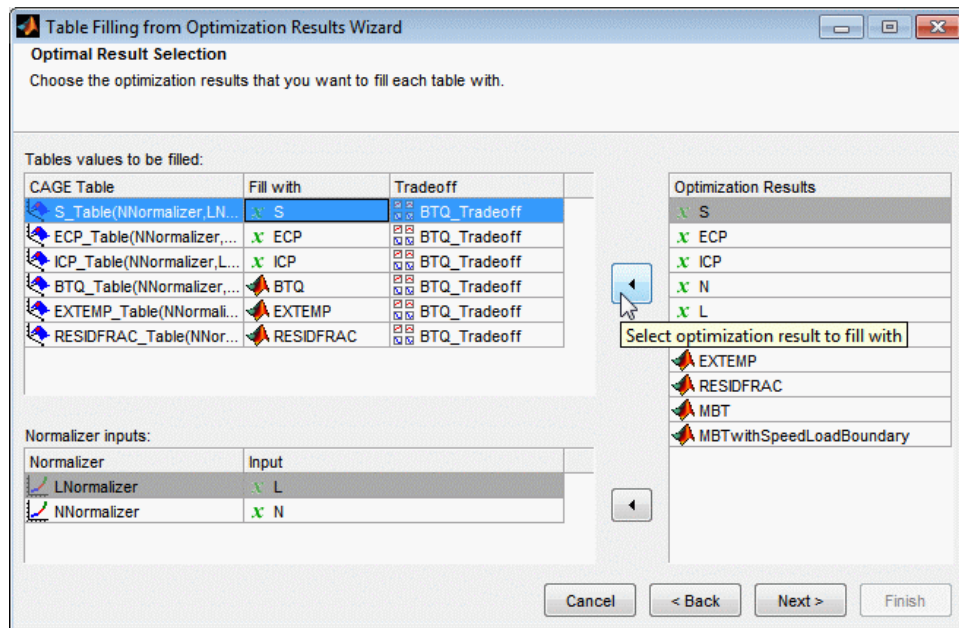 Table Filling from Optimization Results Wizard
Optimal Result Selection
Choose the optimization results that you want to fill each table with.
Tables values to be filled:
CAGE Table Fill with Tradeoff
S_Table(NNormalizer,LN... x S BTQ_Tradeoff
ECP_Table(NNormalizer,... x ECP BTQ_Tradeoff
ICP_Table(NNormalizer,L... x ICP BTQ_Tradeoff
BTQ_Table(NNormalizer,... BTQ BTQ_Tradeoff
EXTEMP_Table(NNormali... EXTEMP BTQ_Tradeoff
RESIDFRAC_Table(NNor... RESIDFRAC BTQ_Tradeoff
Optimization Results
x S
x ECP
x ICP
x N
x L
Select optimization result to fill with
EXTEMP
RESIDFRAC
MBT
MBTwithSpeedLoadBoundary
Normalizer inputs:
Normalizer Input
LNormalizer x L
NNormalizer x N
Cancel < Back Next > Finish